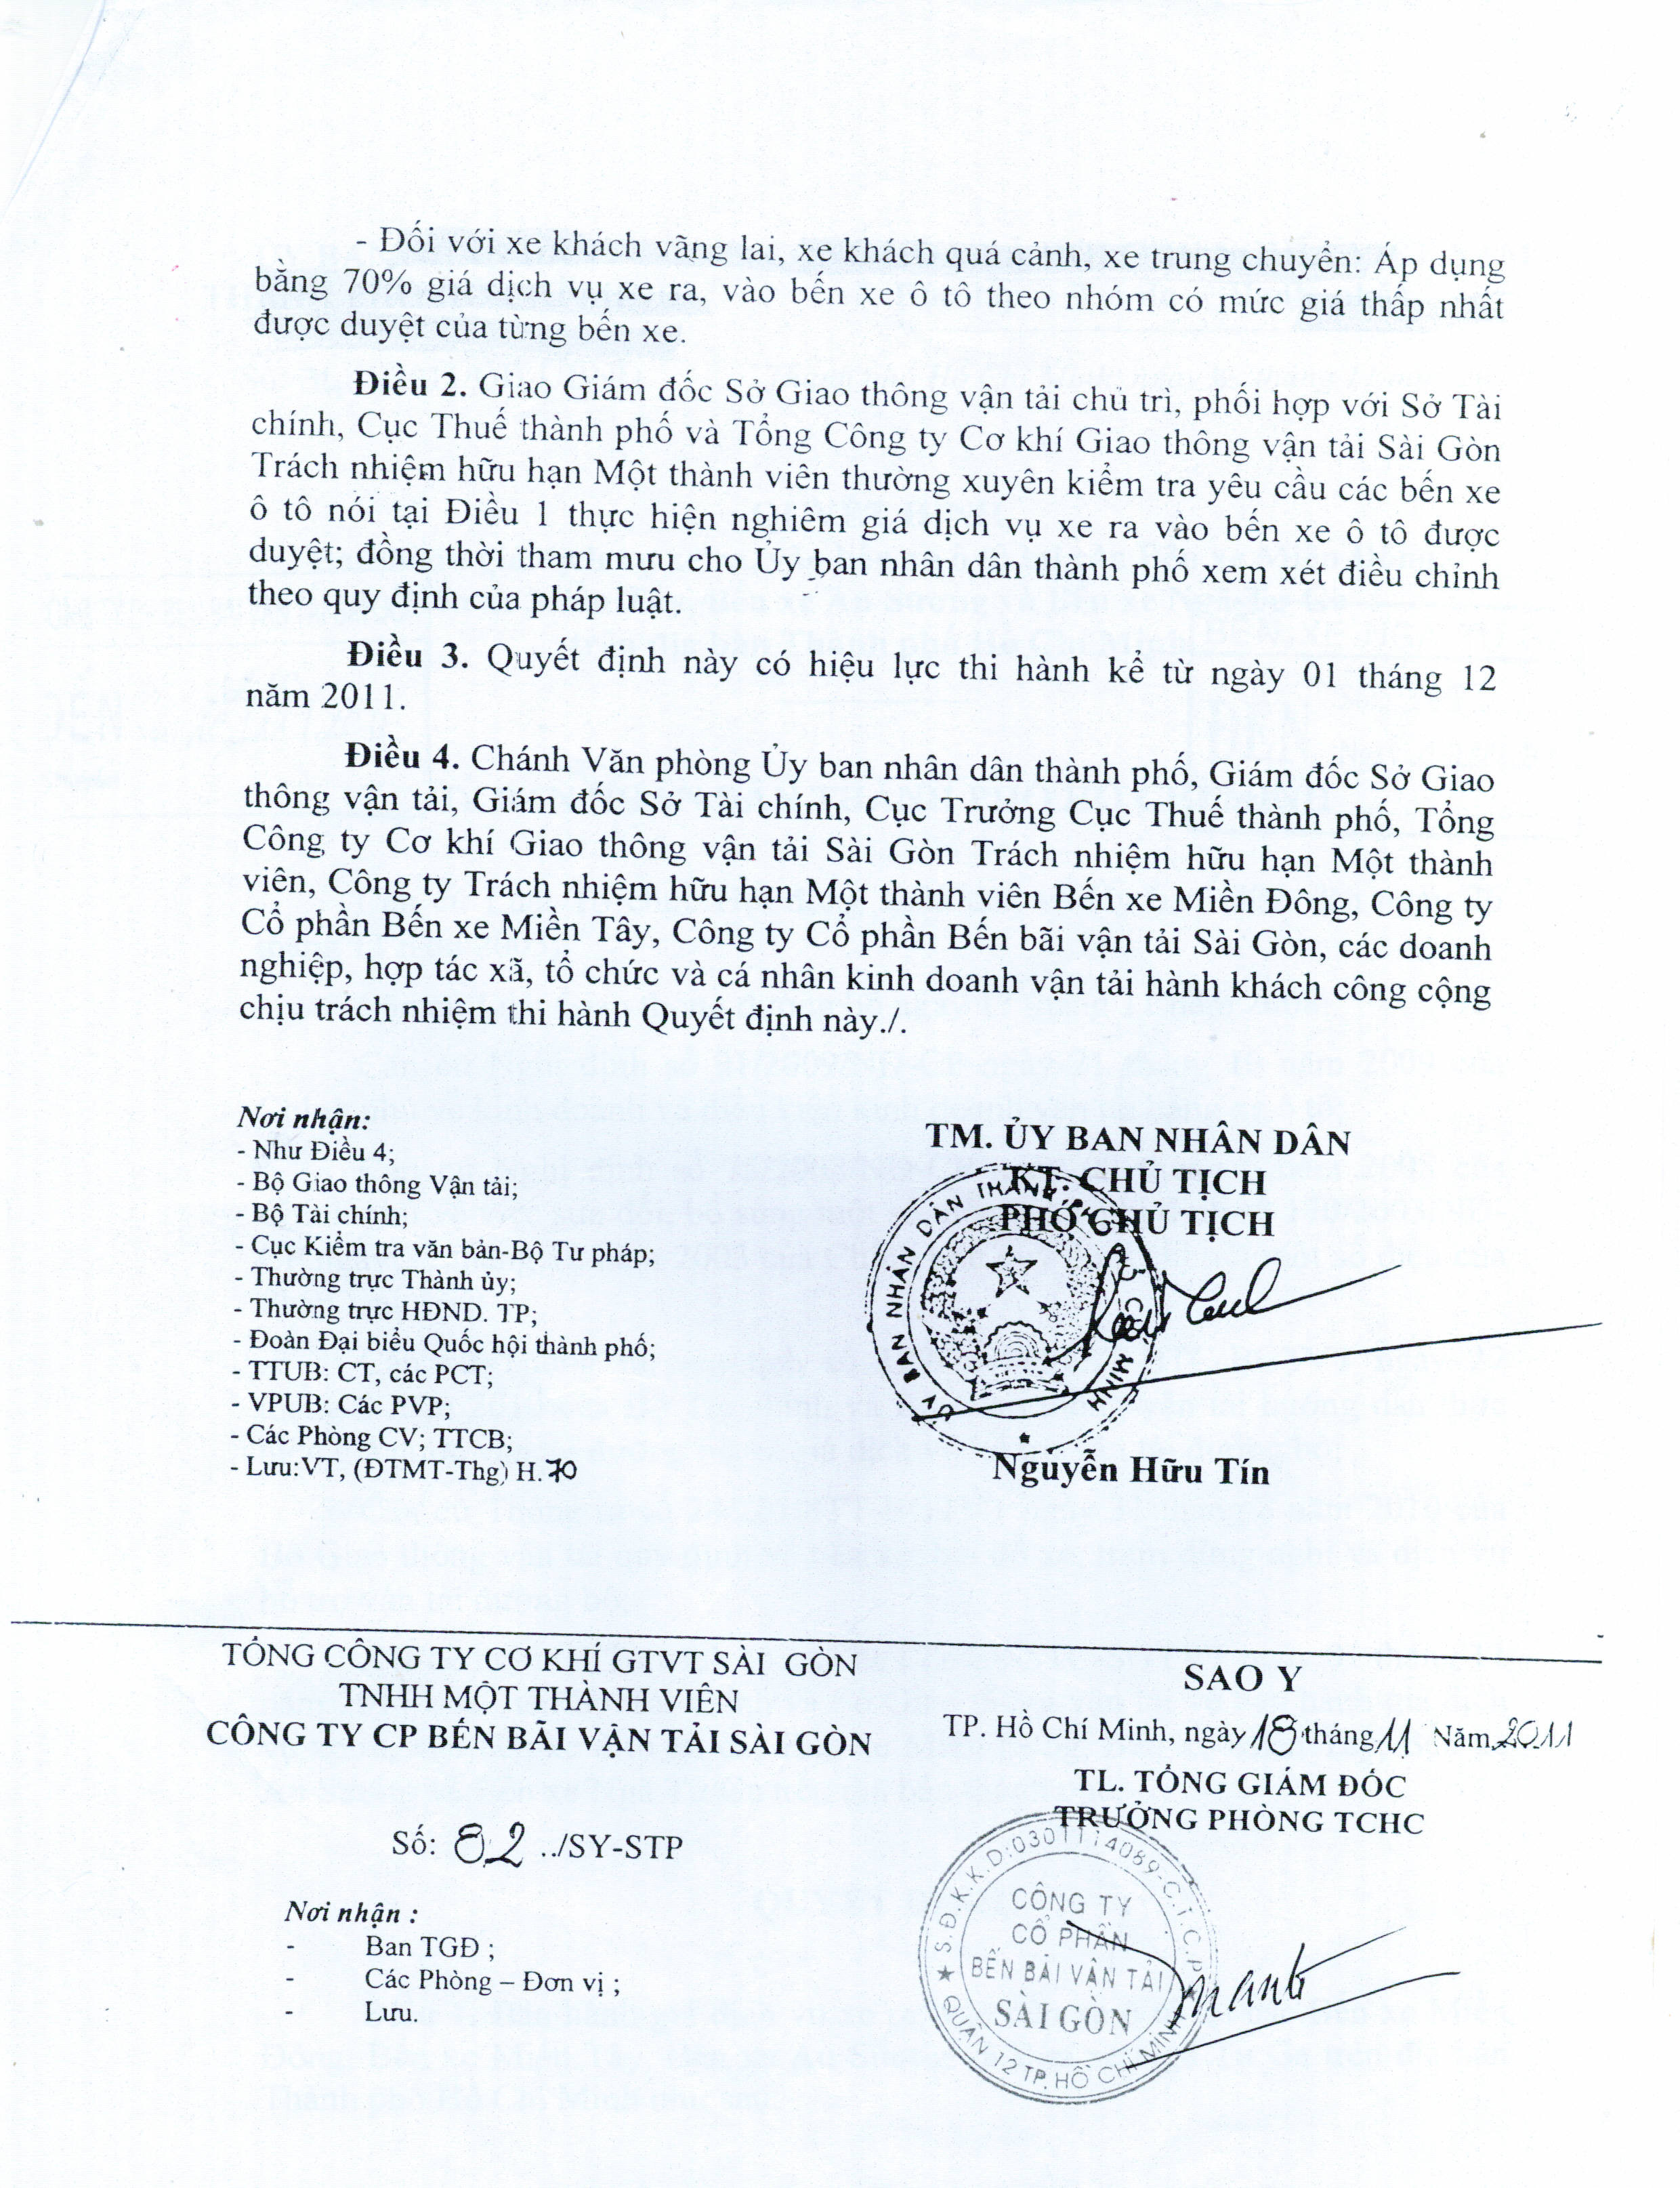 - Đối với xe khách vãng lai, xe khách quá cảnh, xe trung chuyển: Áp dụng
bằng 70% giá dịch vụ xe ra, vào bến xe ô tô theo nhóm có mức giá thấp nhất
được duyệt của từng bến xe.
Điều 2. Giao Giám đốc Sở Giao thông vận tải chủ trì, phối hợp với Sở Tài
chính, Cục Thuế thành phố và Tổng Công ty Cơ khí Giao thông vận tải Sài Gòn
Trách nhiệm hữu hạn Một thành viên thường xuyên kiểm tra yêu cầu các bến xe
ô tô nói tại Điều 1 thực hiện nghiêm giá dịch vụ xe ra vào bến xe ô tô được
duyệt; đồng thời tham mưu cho Ủy ban nhân dân thành phố xem xét điều chỉnh
theo quy định của pháp luật.
Điều 3. Quyết định này có hiệu lực thi hành kể từ ngày 01 tháng 12
năm 2011.
Điều 4. Chánh Văn phòng Ủy ban nhân dân thành phố, Giám đốc Sở Giao
thông vận tải, Giám đốc Sở Tài chính, Cục Trưởng Cục Thuế thành phố, Tổng
Công ty Cơ khí Giao thông vận tải Sài Gòn Trách nhiệm hữu hạn Một thành
viên, Công ty Trách nhiệm hữu hạn Một thành viên Bến xe Miền Đông, Công ty
Cổ phần Bến xe Miền Tây, Công ty Cổ phần Bến bãi vận tải Sài Gòn, các doanh
nghiệp, hợp tác xã, tổ chức và cá nhân kinh doanh vận tải hành khách công cộng
chịu trách nhiệm thi hành Quyết định này./.
Nơi nhận:
- Như Điều 4;
- Bộ Giao thông Vận tải;
- Bộ Tài chính;
- Cục Kiểm tra văn bản-Bộ Tư pháp;
- Thường trực Thành ủy;
- Thường trực HĐND. TP;
- Đoàn Đại biểu Quốc hội thành phố;
- TTUB: CT, các PCT;
- VPUB: Các PVP;
- Các Phòng CV; TTCB;
- Lưu:VT, (ĐTMT-Thg) H.70
TM. ỦY BAN NHÂN DÂN
KT. CHỦ TỊCH
PHÓ CHỦ TỊCH
ỦY BAN NHÂN DÂN THÀNH PHỐ HỒ CHÍ MINH
Nguyễn Hữu Tín
TỔNG CÔNG TY CƠ KHÍ GTVT SÀI GÒN
TNHH MỘT THÀNH VIÊN
CÔNG TY CP BẾN BÃI VẬN TẢI SÀI GÒN
Số: 82 ../SY-STP
Nơi nhận :
- Ban TGĐ ;
- Các Phòng – Đơn vị ;
- Lưu.
SAO Y
TP. Hồ Chí Minh, ngày 18 tháng 11 Năm 2011
TL. TỔNG GIÁM ĐỐC
TRƯỞNG PHÒNG TCHC
S.Đ.K.K.D:0301114089-C.T.C.P
CÔNG TY
CỔ PHẦN
BẾN BÃI VẬN TẢI
SÀI GÒN
QUẬN 12 TP. HỒ CHÍ MINH